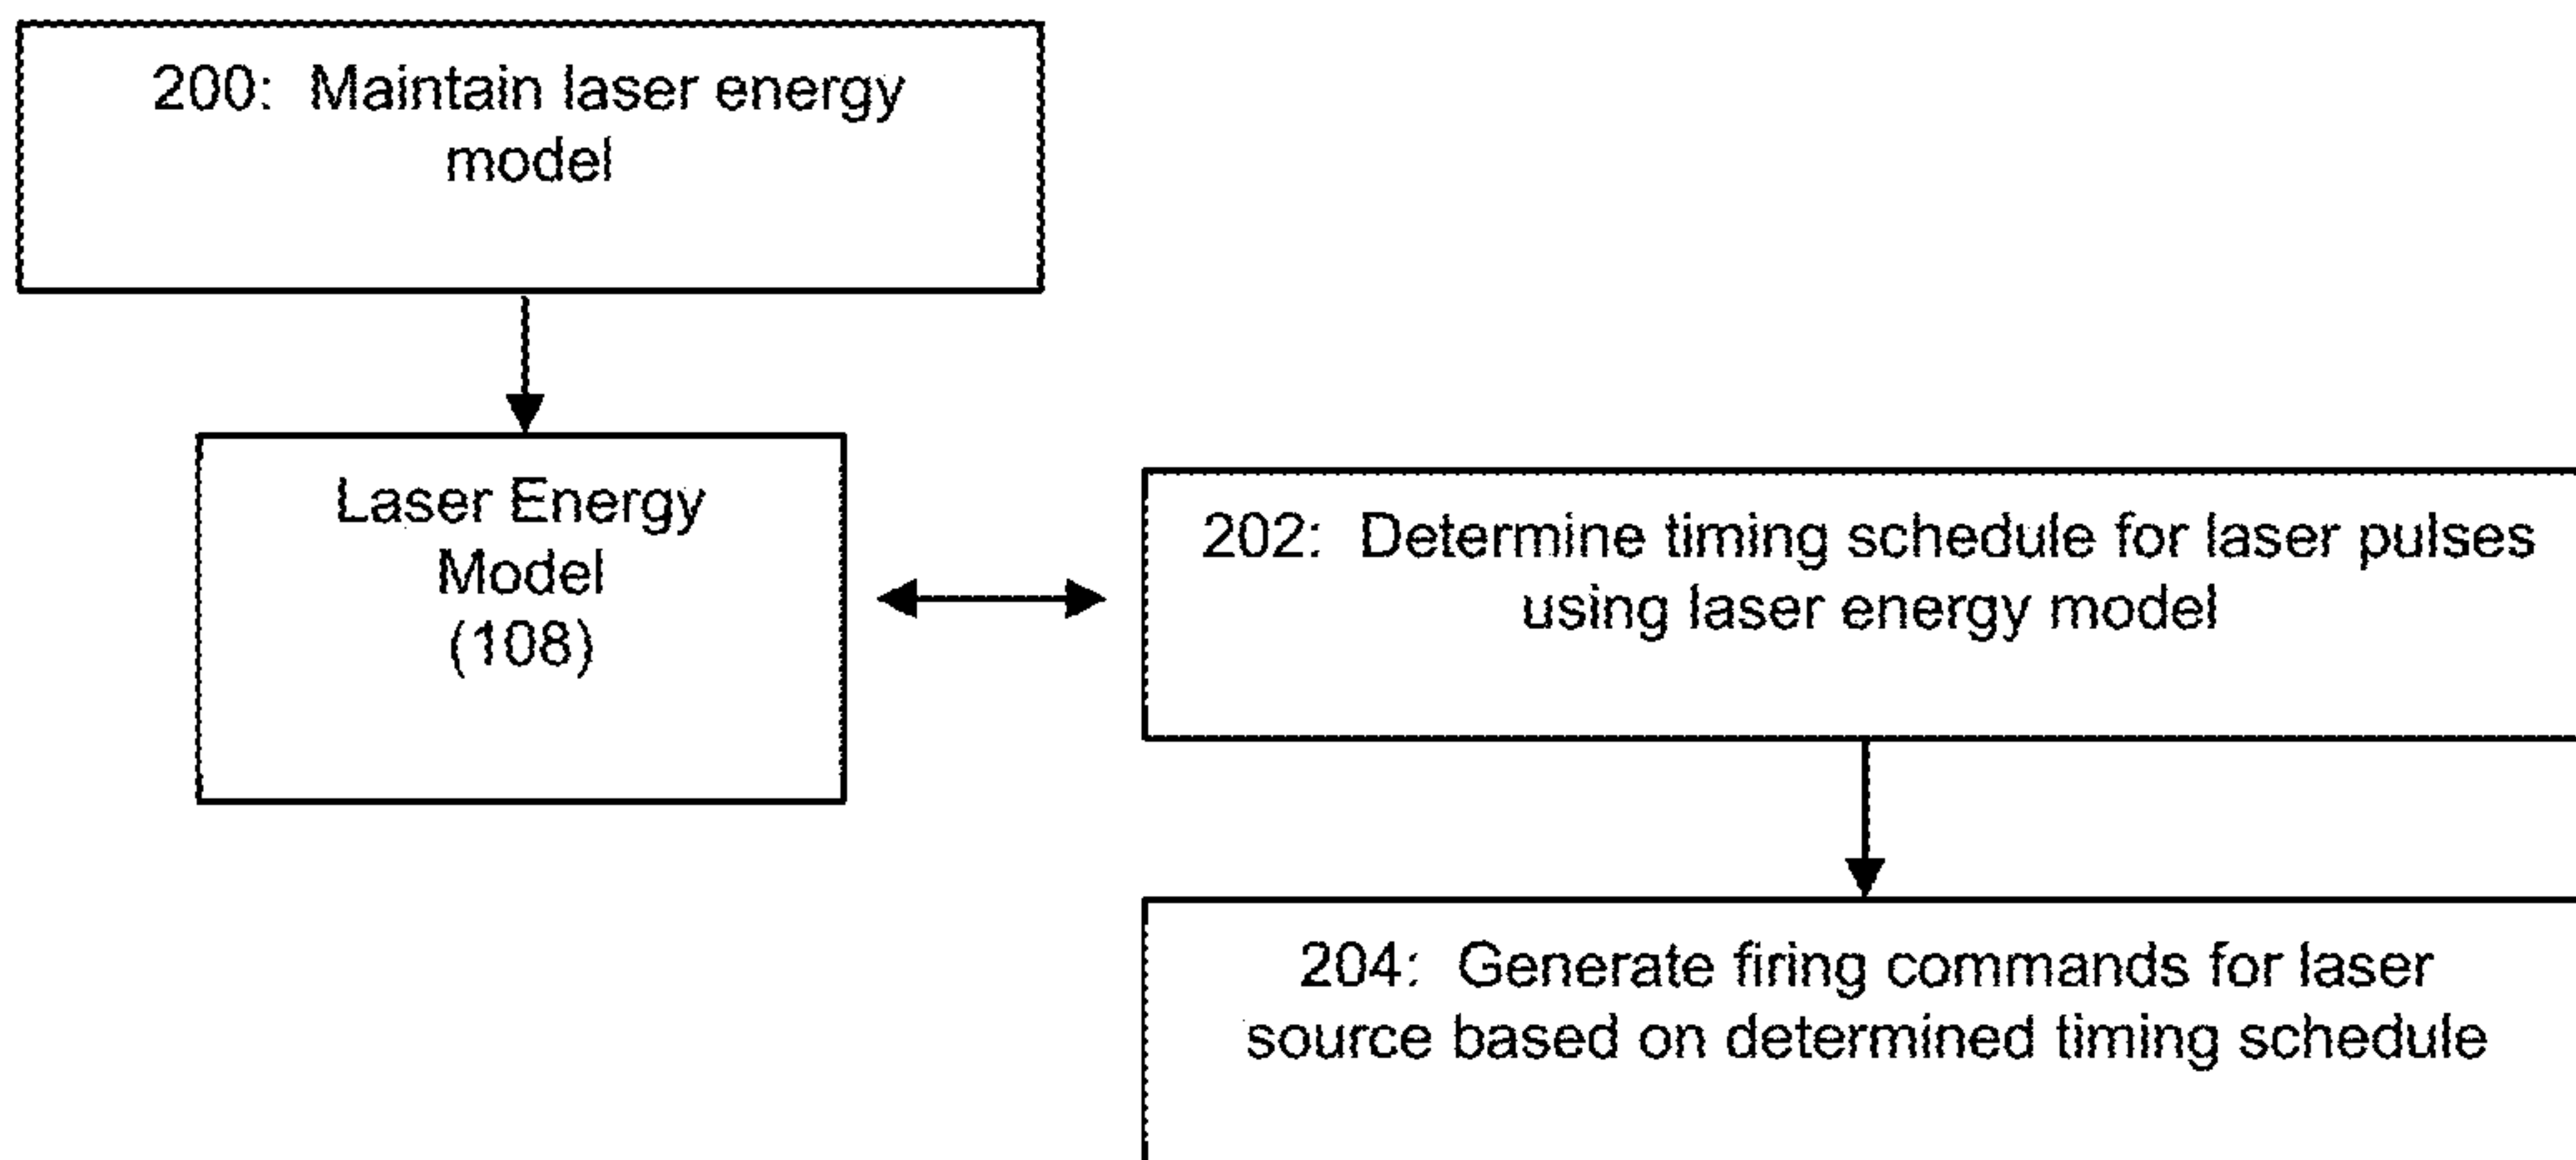 200: Maintain laser energy
model
Laser Energy
Model
(108)
202: Determine timing schedule for laser pulses
using laser energy model
204: Generate firing commands for laser
source based on determined timing schedule